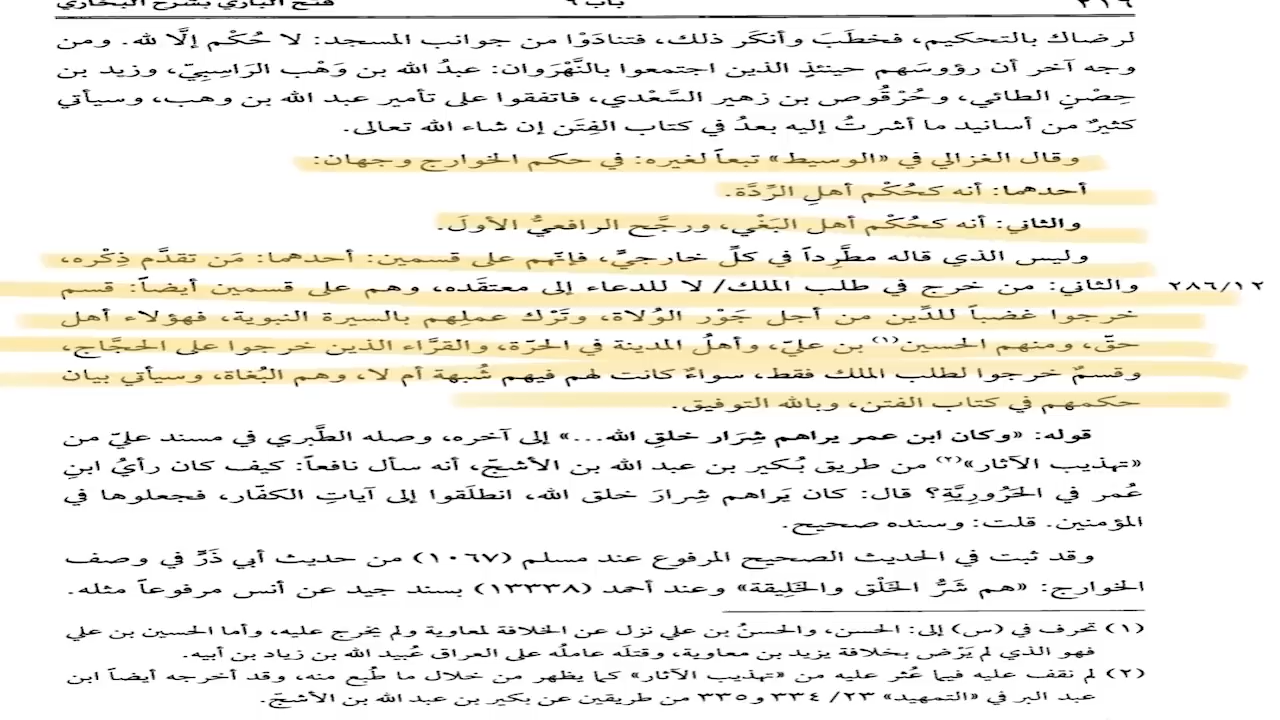 ٣١٦ باب ٩ فتح الباري بشرح البخاري
لرضاك بالتحكيم، فخطَبَ وأنكَر ذلك، فتنادَوْا من جوانب المسجد: لا حُكْم إلَّا لله. ومن
وجه آخر أن رؤوسَهم حينئذٍ الذين اجتمعوا بالنَّهْرَوان: عبدُ الله بن وَهْب الرَاسِبِيّ، وزيد بن
حِصْنٍ الطائي، وحُرْقُوص بن زهير السَّعْدي، فاتفقوا على تأمير عبد الله بن وهب، وسيأتي
كثيرٌ من أسانيد ما أشرتُ إليه بعدُ في كتاب الفِتَن إن شاء الله تعالى.
وقال الغزالي في «الوسيط» تبعاً لغيره: في حكم الخوارج وجهان:
أحدهما: أنه كحُكْم أهلِ الرِّدَّة.
والثاني: أنه كحُكْم أهل البَغْي، ورجَّح الرافعيُّ الأولَ.
وليس الذي قاله مطَّرِداً في كلِّ خارجيٍّ، فإنّهم على قسمين: أحدهما: مَن تقدَّم ذِكْره،
والثاني: من خرج في طلب الملك/ لا للدعاء إلى معتقَده، وهم على قسمين أيضاً: قسم ٢٨٦/١٢
خرجوا غضباً للدِّين من أجل جَوْر الوُلاة، وتَرْك عملِهم بالسيرة النبوية، فهؤلاء أهل
حقّ، ومنهم الحسين(١) بن عليّ، وأهلُ المدينة في الحَرّة، والقرَّاء الذين خرجوا على الحجَّاج،
وقسمٌ خرجوا لطلب الملك فقط، سواءٌ كانت لهم فيهم شُبهة أم لا، وهم البُغاة، وسيأتي بيان
حكمهم في كتاب الفتن، وبالله التوفيق.
قوله: «وكان ابن عمر يراهم شِرَار خلقِ الله...» إلى آخره، وصله الطَّبري في مسند عليّ من
«تهذيب الآثار»(٢) من طريق بُكير بن عبد الله بن الأشجّ، أنه سأل نافعاً: كيف كان رأيُ ابنِ
عُمر في الحَرُورِيَّة؟ قال: كان يَراهم شِرارَ خلق الله، انطلَقوا إلى آياتِ الكفّار، فجعلوها في
المؤمنين. قلت: وسنده صحيح.
وقد ثبت في الحديث الصحيح المرفوع عند مسلم (١٠٦٧) من حديث أبي ذَرٍّ في وصف
الخوارج: «هم شَرُّ الخَلْق والخَلِيقة» وعند أحمد (١٣٣٣٨) بسند جيد عن أنس مرفوعاً مثله.
(١) تحرف في (س) إلى: الحسن، والحسنُ بن علي نزل عن الخلافة لمعاوية ولم يخرج عليه، وأما الحسين بن علي
فهو الذي لم يَرْض بخلافة يزيد بن معاوية، وقتلَه عاملُه على العراق عُبيد الله بن زياد بن أبيه.
(٢) لم نقف عليه فيما عُثر عليه من «تهذيب الآثار» كما يظهر من خلال ما طُبع منه، وقد أخرجه أيضاً ابن
عبد البر في «التمهيد» ٢٣/ ٣٣٤ و٣٣٥ من طريقين عن بكير بن عبد الله بن الأشجّ.